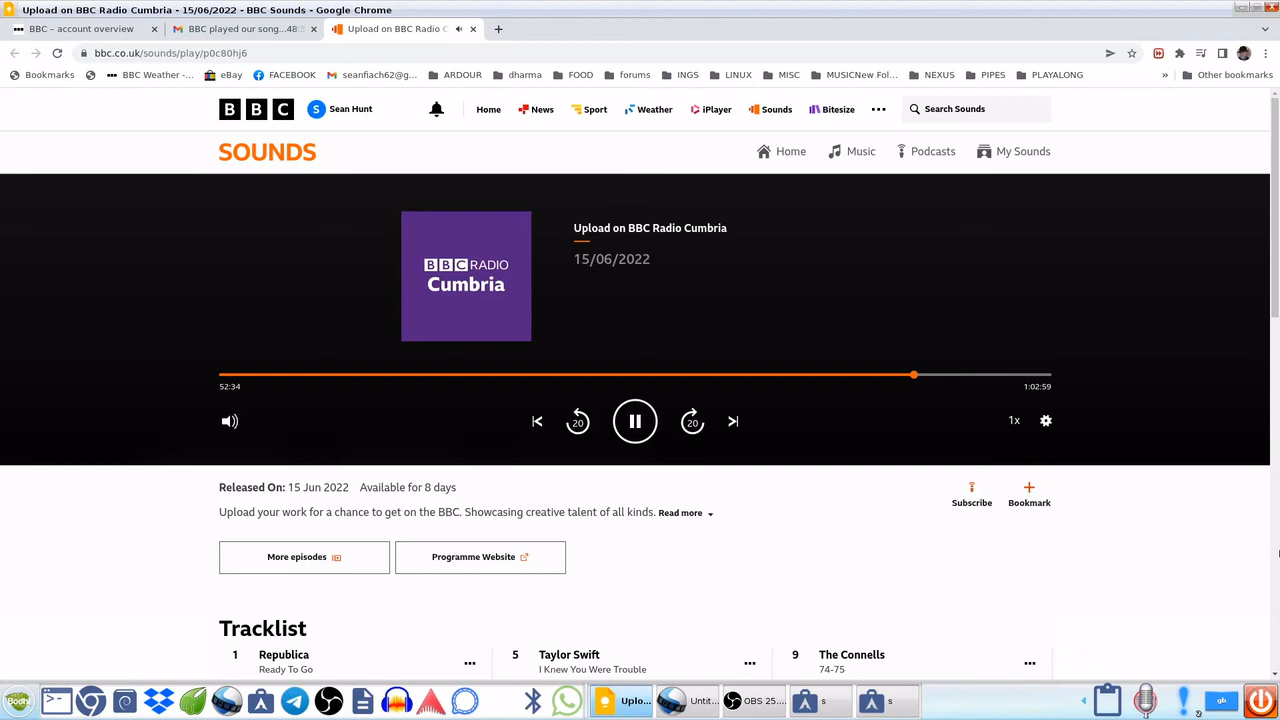 Upload on BBC Radio Cumbria - 15/06/2022 - BBC Sounds - Google Chrome
BBC – account overview
BBC played our song...48:
Upload on BBC Radio C
bbc.co.uk/sounds/play/p0c80hj6
Bookmarks
BBC Weather -...
eBay
FACEBOOK
seanfiach62@g...
ARDOUR
dharma
FOOD
forums
INGS
LINUX
MISC
MUSICNew Fol...
NEXUS
PIPES
PLAYALONG
»
Other bookmarks
BBC
S
Sean Hunt
Home
News
Sport
Weather
iPlayer
Sounds
Bitesize
Search Sounds
SOUNDS
Home
Music
Podcasts
My Sounds
BBC RADIO
Cumbria
Upload on BBC Radio Cumbria
15/06/2022
52:34
1:02:59
20
20
1x
Released On: 15 Jun 2022
Available for 8 days
Subscribe
Bookmark
Upload your work for a chance to get on the BBC. Showcasing creative talent of all kinds. Read more
More episodes
Programme Website
Tracklist
1
Republica
Ready To Go
5
Taylor Swift
I Knew You Were Trouble
9
The Connells
74-75
Bodhi
Uplo...
Untit...
OBS 25....
s
s
gb